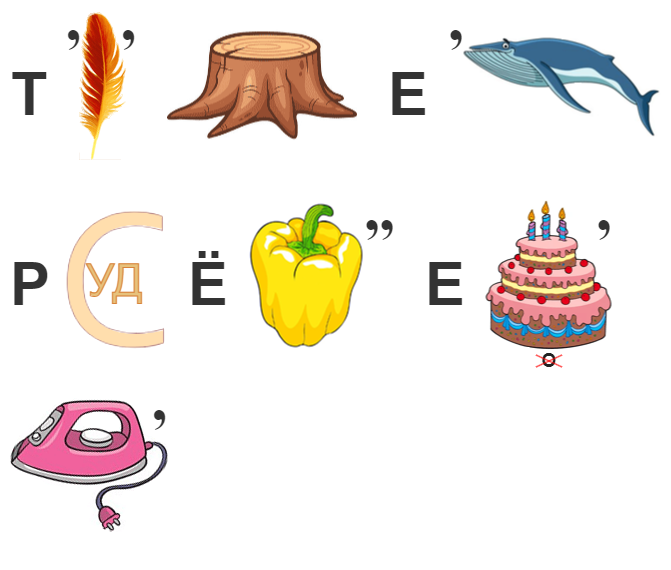 Т ’ ’ Е ’
Р С УД Ё ” Е ’
о
’